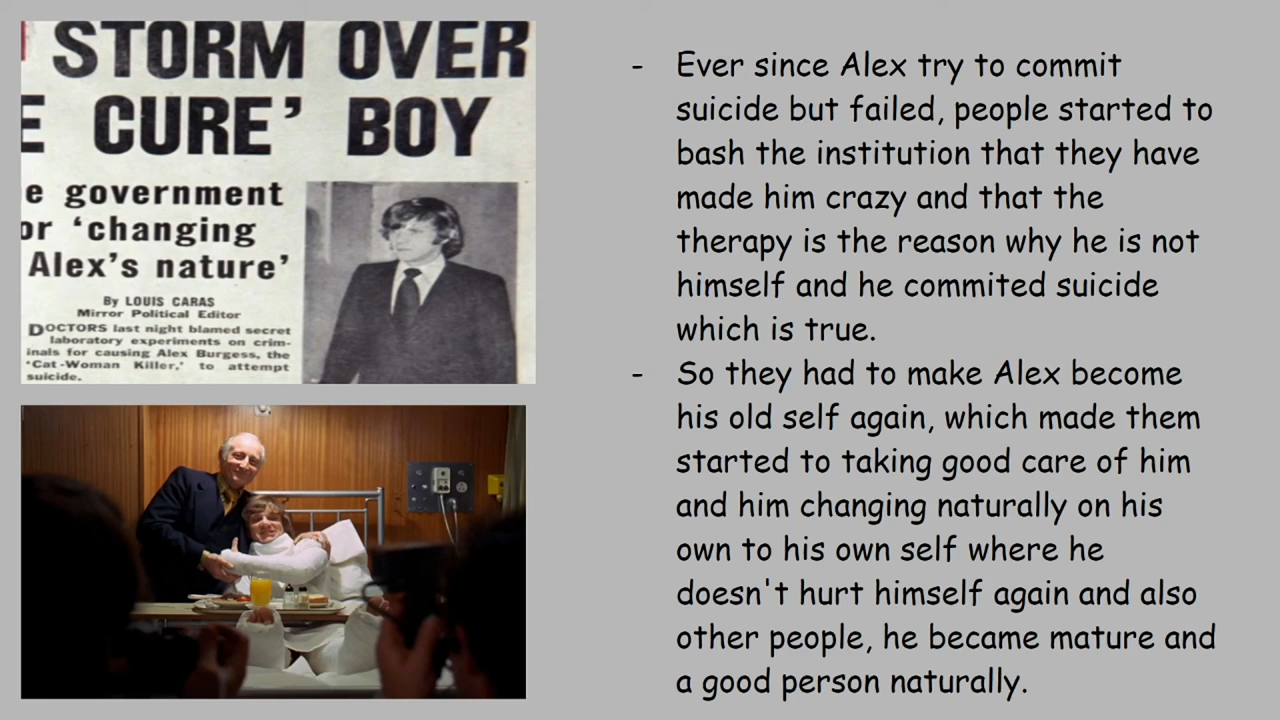 STORM OVER
E CURE’ BOY
e government
or ‘changing
Alex’s nature’
By LOUIS CARAS
Mirror Political Editor
DOCTORS last night blamed secret
laboratory experiments on crim-
inals for causing Alex Burgess, the
‘Cat-Woman Killer,’ to attempt
suicide.
- Ever since Alex try to commit
suicide but failed, people started to
bash the institution that they have
made him crazy and that the
therapy is the reason why he is not
himself and he commited suicide
which is true.
- So they had to make Alex become
his old self again, which made them
started to taking good care of him
and him changing naturally on his
own to his own self where he
doesn't hurt himself again and also
other people, he became mature and
a good person naturally.